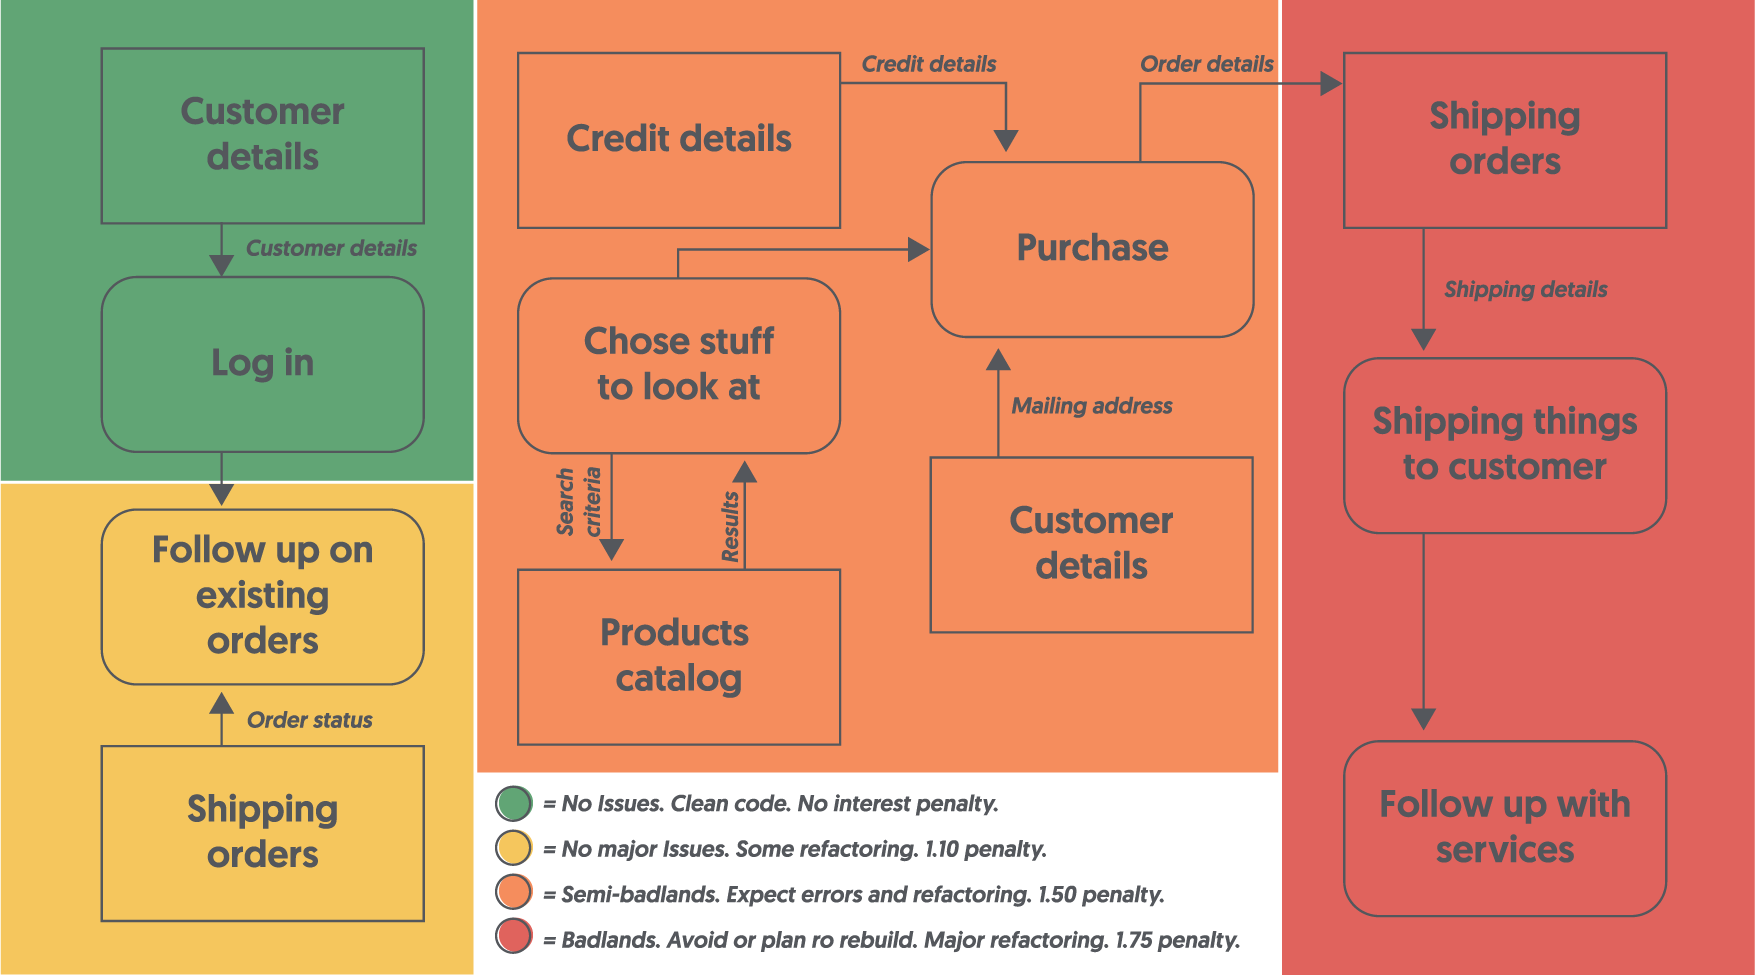 Customer
details
Customer details
Log in
Follow up on
existing
orders
Order status
Shipping
orders
Credit details
Credit details
Purchase
Chose stuff
to look at
Search
criteria
Results
Products
catalog
Mailing address
Customer
details
Order details
Shipping
orders
Shipping details
Shipping things
to customer
Follow up with
services
= No Issues. Clean code. No interest penalty.
= No major Issues. Some refactoring. 1.10 penalty.
= Semi-badlands. Expect errors and refactoring. 1.50 penalty.
= Badlands. Avoid or plan ro rebuild. Major refactoring. 1.75 penalty.